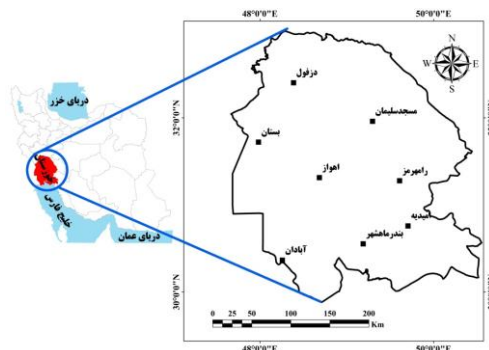 48°0'0"E
50°0'0"E
N
W
E
S
دریای خزر
دزفول
32°0'0"N
مسجدسلیمان
بستان
اهواز
رامهرمز
خلیج فارس
امیدیه
دریای عمان
بندرماهشهر
آبادان
30°0'0"N
0 12.5 25 50 100 150 200
Km
48°0'0"E
50°0'0"E